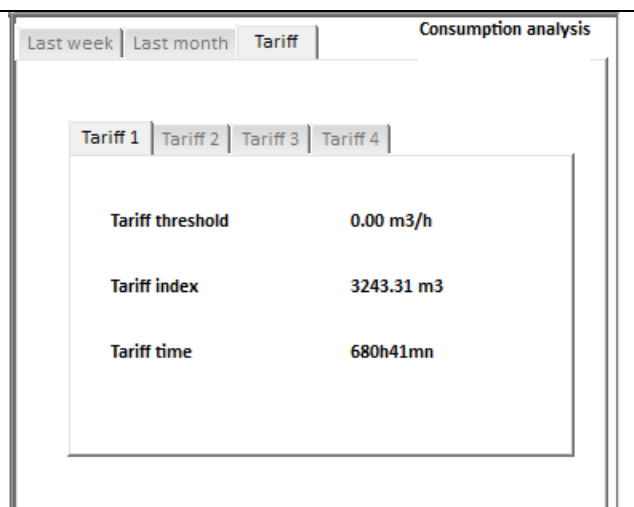 Consumption analysis
Last week Last month Tariff
Tariff 1 Tariff 2 Tariff 3 Tariff 4
Tariff threshold 0.00 m3/h
Tariff index 3243.31 m3
Tariff time 680h41mn